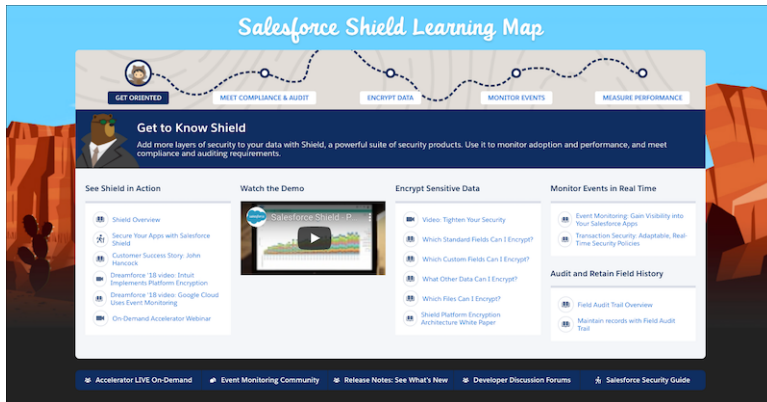 Salesforce Shield Learning Map
GET ORIENTED
MEET COMPLIANCE & AUDIT
ENCRYPT DATA
MONITOR EVENTS
MEASURE PERFORMANCE
Get to Know Shield
Add more layers of security to your data with Shield, a powerful suite of security products. Use it to monitor adoption and performance, and meet
compliance and auditing requirements.
See Shield in Action
Shield Overview
Secure Your Apps with Salesforce
Shield
Customer Success Story: John
Hancock
Dreamforce '18 video: Intuit
Implements Platform Encryption
Dreamforce '18 video: Google Cloud
Uses Event Monitoring
On-Demand Accelerator Webinar
Watch the Demo
salesforce
Salesforce Shield - P
Encrypt Sensitive Data
Video: Tighten Your Security
Which Standard Fields Can I Encrypt?
Which Custom Fields Can I Encrypt?
What Other Data Can I Encrypt?
Which Files Can I Encrypt?
Shield Platform Encryption
Architecture White Paper
Monitor Events in Real Time
Event Monitoring: Gain Visibility into
Your Salesforce Apps
Transaction Security: Adaptable, Real-
Time Security Policies
Audit and Retain Field History
Field Audit Trail Overview
Maintain records with Field Audit
Trail
Accelerator LIVE On-Demand
Event Monitoring Community
Release Notes: See What's New
Developer Discussion Forums
Salesforce Security Guide